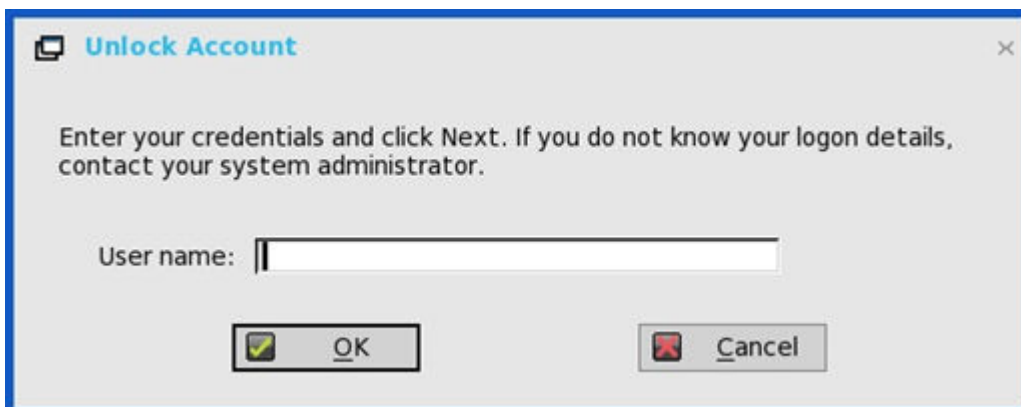 Unlock Account
Enter your credentials and click Next. If you do not know your logon details,
contact your system administrator.
User name:
OK
Cancel